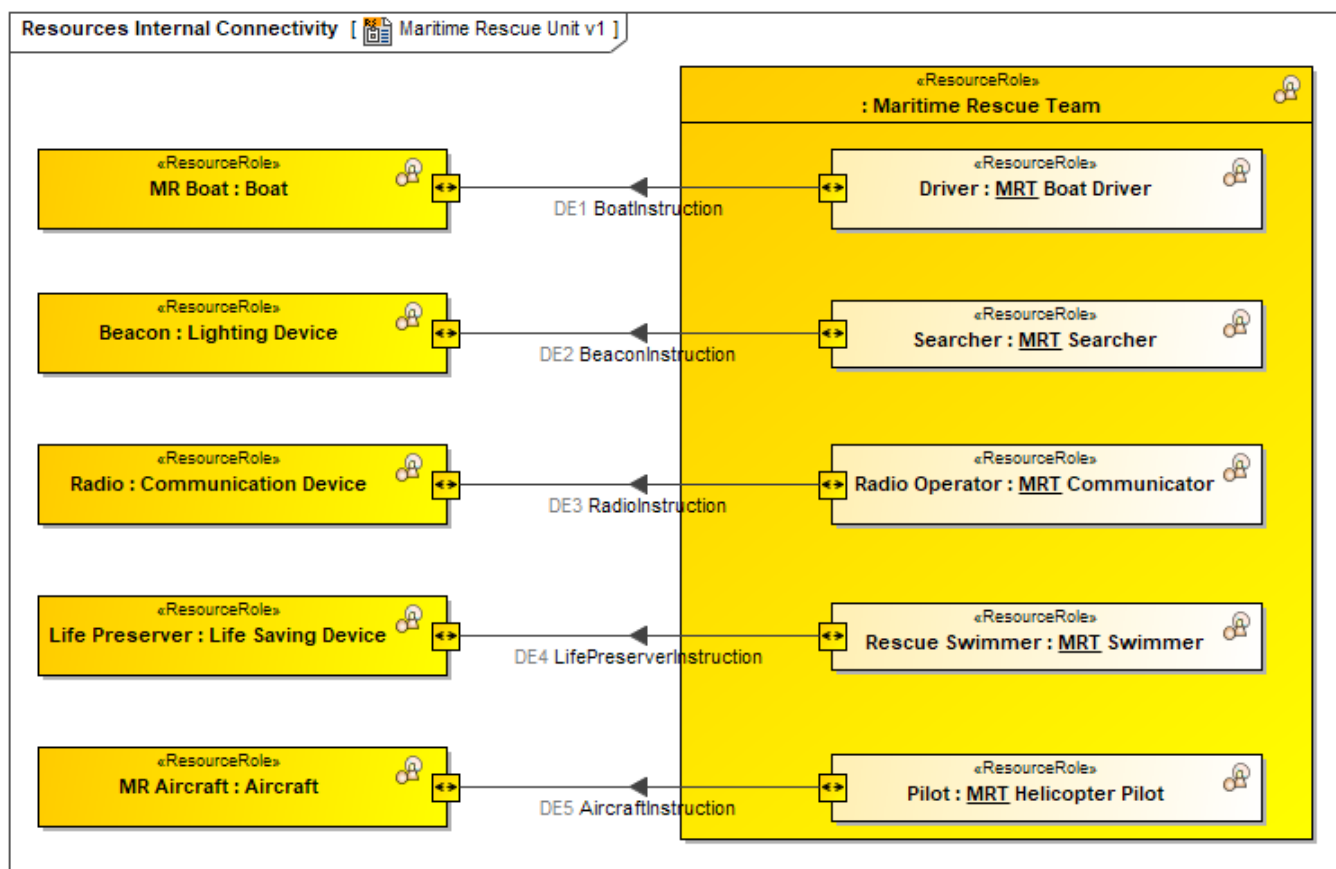 Resources Internal Connectivity [ RS Maritime Rescue Unit v1 ]
«ResourceRole»
: Maritime Rescue Team
«ResourceRole»
MR Boat : Boat
DE1 BoatInstruction
«ResourceRole»
Driver : MRT Boat Driver
«ResourceRole»
Beacon : Lighting Device
DE2 BeaconInstruction
«ResourceRole»
Searcher : MRT Searcher
«ResourceRole»
Radio : Communication Device
DE3 RadioInstruction
«ResourceRole»
Radio Operator : MRT Communicator
«ResourceRole»
Life Preserver : Life Saving Device
DE4 LifePreserverInstruction
«ResourceRole»
Rescue Swimmer : MRT Swimmer
«ResourceRole»
MR Aircraft : Aircraft
DE5 AircraftInstruction
«ResourceRole»
Pilot : MRT Helicopter Pilot